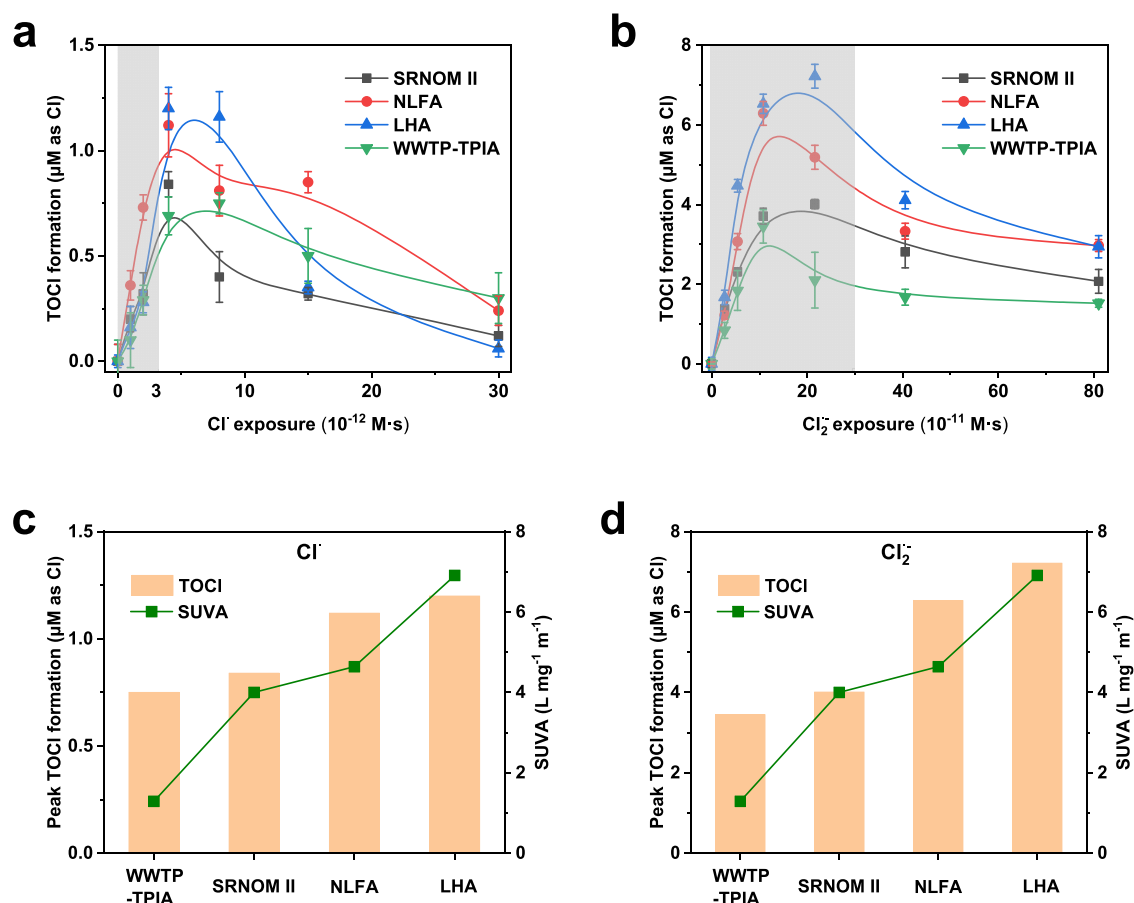 a
1.5
1.0
0.5
0.0
TOCl formation (µM as Cl)
SRNOM II
NLFA
LHA
WWTP-TPIA
0 3 10 20 30
Cl· exposure (10⁻¹² M·s)
b
8
6
4
2
0
TOCl formation (µM as Cl)
SRNOM II
NLFA
LHA
WWTP-TPIA
0 20 40 60 80
Cl₂·⁻ exposure (10⁻¹¹ M·s)
c
1.5
1.0
0.5
0.0
Peak TOCl formation (µM as Cl)
Cl·
TOCl
SUVA
8
6
4
2
0
SUVA (L mg⁻¹ m⁻¹)
WWTP
-TPIA
SRNOM II
NLFA
LHA
d
8
6
4
2
0
Peak TOCl formation (µM as Cl)
Cl₂·⁻
TOCl
SUVA
8
6
4
2
0
SUVA (L mg⁻¹ m⁻¹)
WWTP
-TPIA
SRNOM II
NLFA
LHA